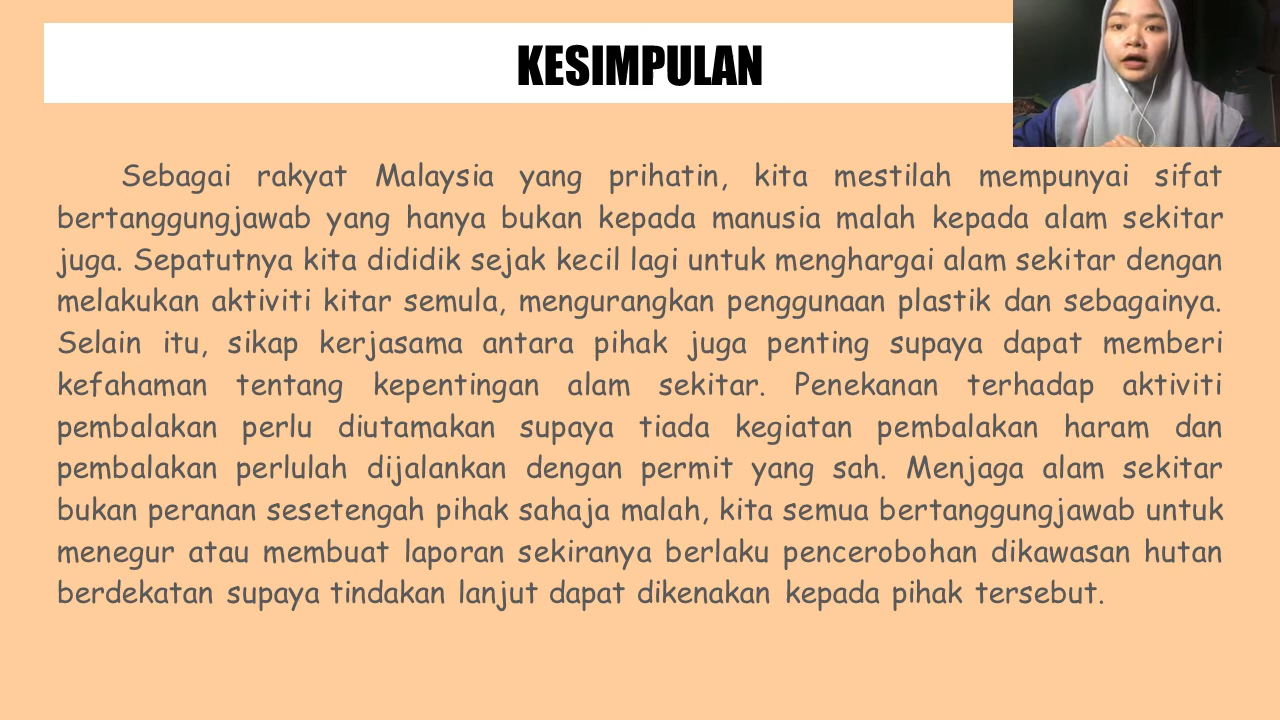 KESIMPULAN
Sebagai rakyat Malaysia yang prihatin, kita mestilah mempunyai sifat
bertanggungjawab yang hanya bukan kepada manusia malah kepada alam sekitar
juga. Sepatutnya kita dididik sejak kecil lagi untuk menghargai alam sekitar dengan
melakukan aktiviti kitar semula, mengurangkan penggunaan plastik dan sebagainya.
Selain itu, sikap kerjasama antara pihak juga penting supaya dapat memberi
kefahaman tentang kepentingan alam sekitar. Penekanan terhadap aktiviti
pembalakan perlu diutamakan supaya tiada kegiatan pembalakan haram dan
pembalakan perlulah dijalankan dengan permit yang sah. Menjaga alam sekitar
bukan peranan sesetengah pihak sahaja malah, kita semua bertanggungjawab untuk
menegur atau membuat laporan sekiranya berlaku pencerobohan dikawasan hutan
berdekatan supaya tindakan lanjut dapat dikenakan kepada pihak tersebut.